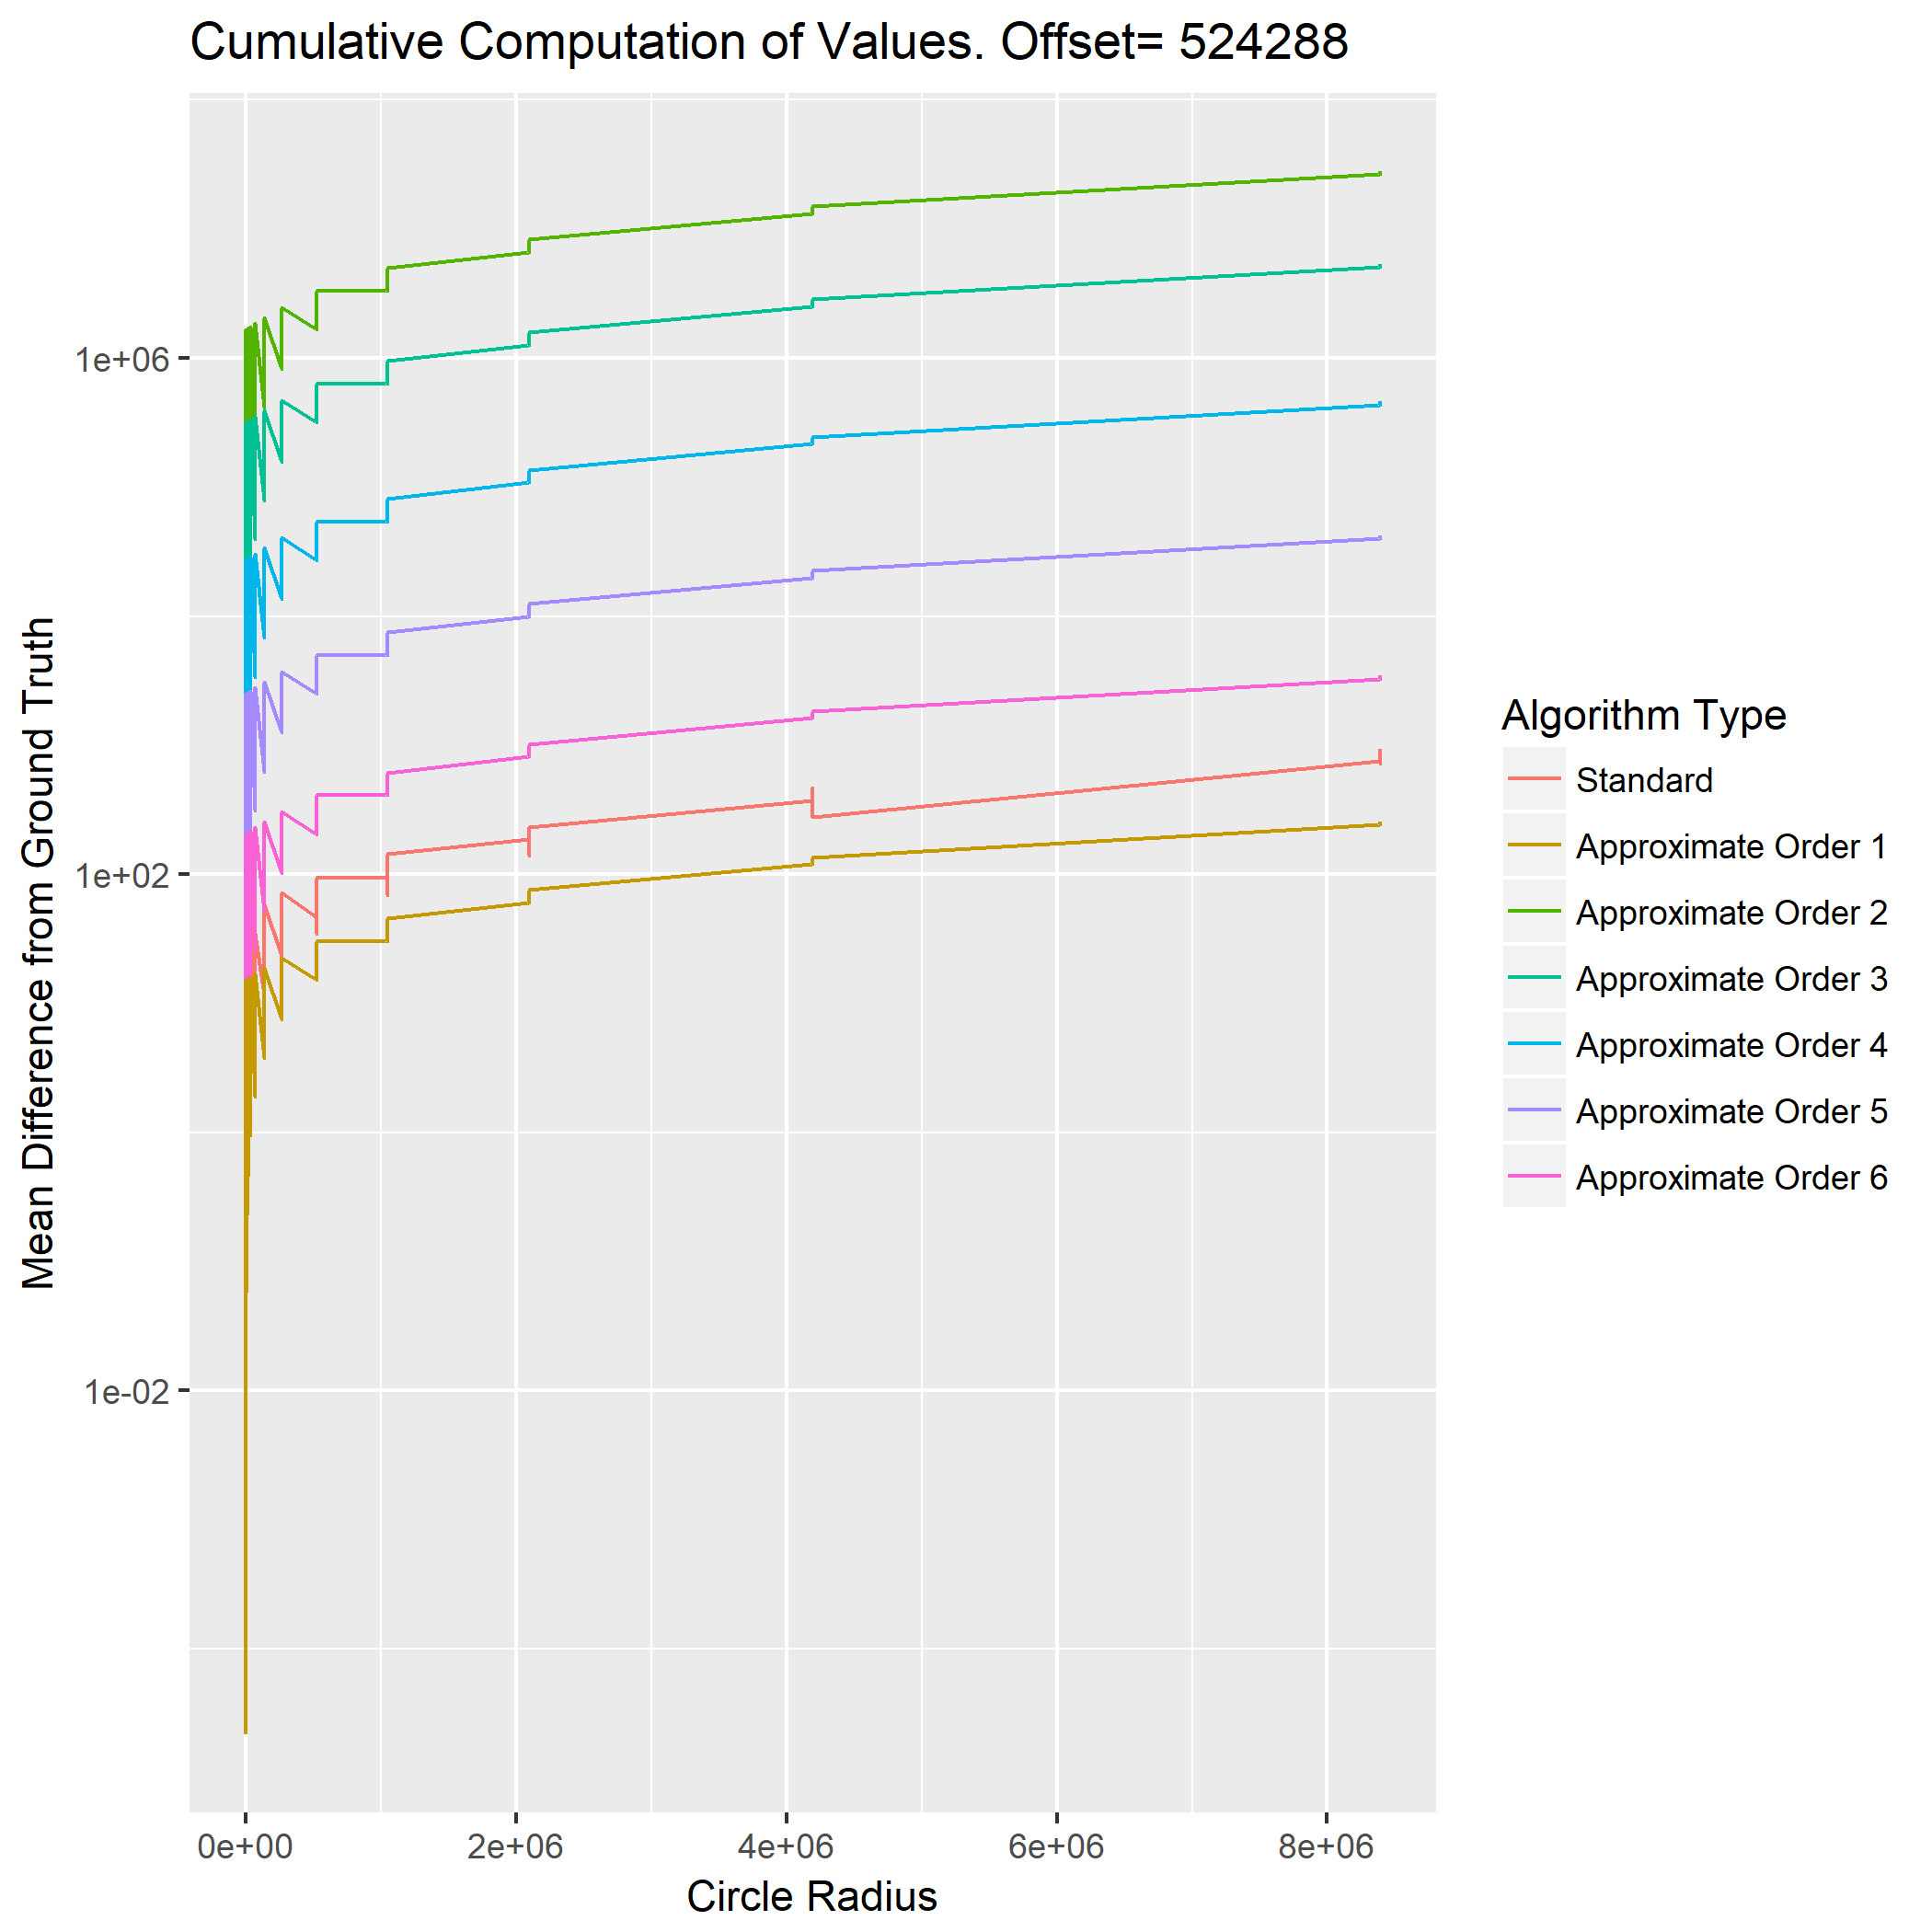 Cumulative Computation of Values. Offset= 524288
Mean Difference from Ground Truth
1e+06
1e+02
1e-02
0e+00
2e+06
4e+06
6e+06
8e+06
Circle Radius
Algorithm Type
Standard
Approximate Order 1
Approximate Order 2
Approximate Order 3
Approximate Order 4
Approximate Order 5
Approximate Order 6